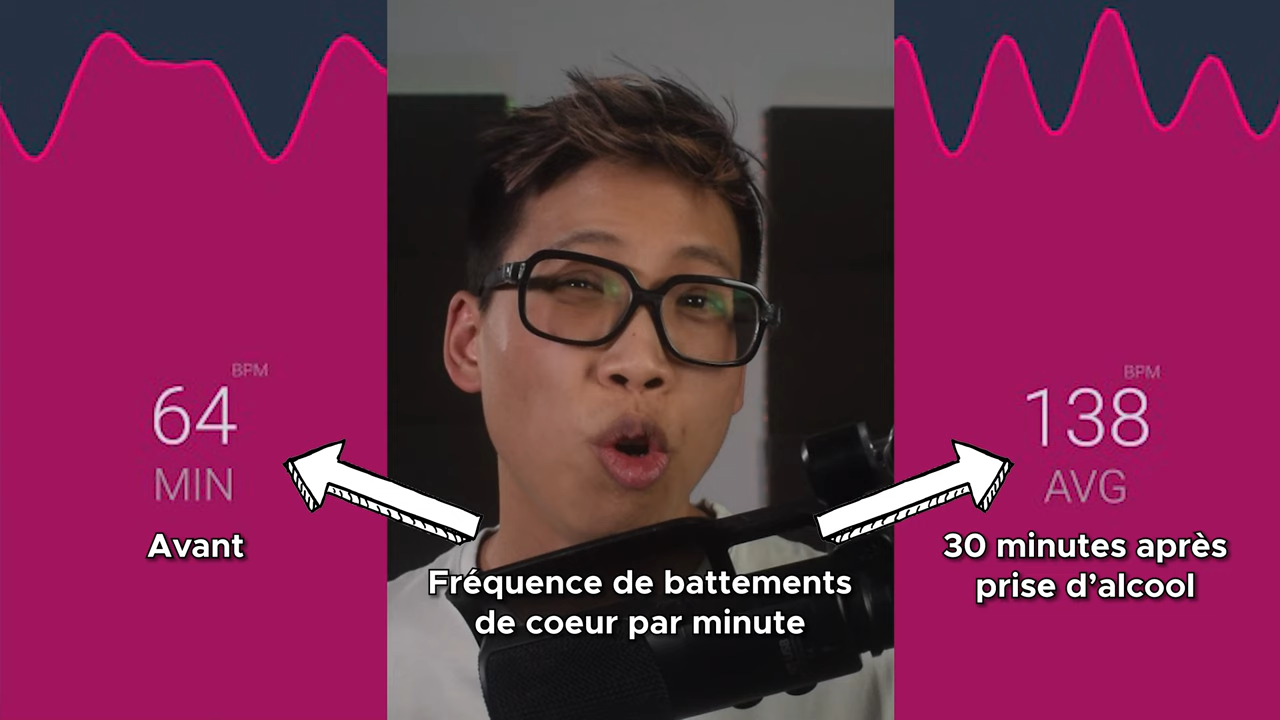 BPM
64
MIN
Avant
Fréquence de battements
de coeur par minute
BPM
138
AVG
30 minutes après
prise d’alcool